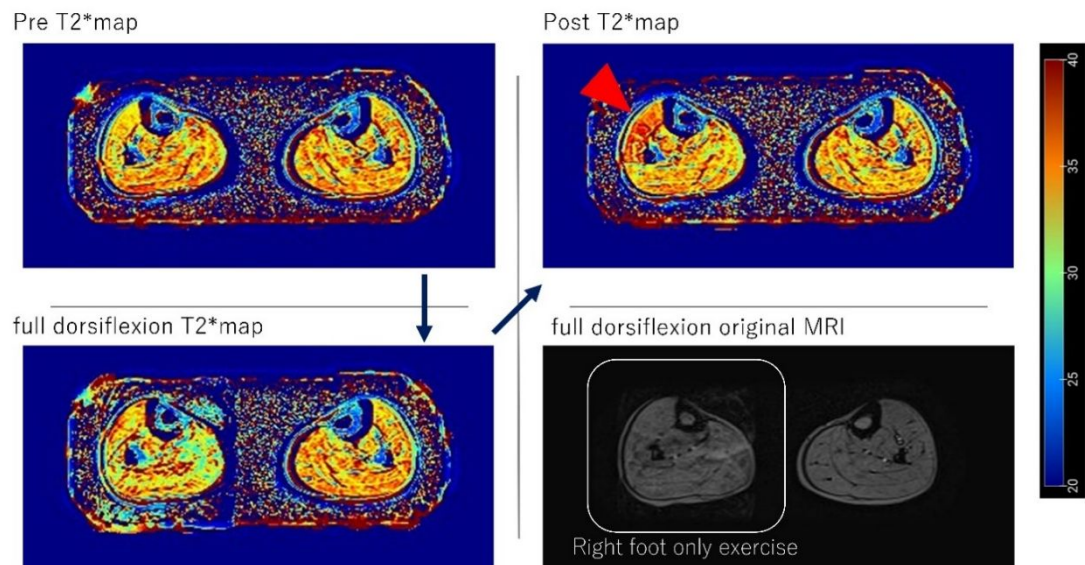 Pre T2*map
Post T2*map
40
35
30
25
20
full dorsiflexion T2*map
full dorsiflexion original MRI
Right foot only exercise